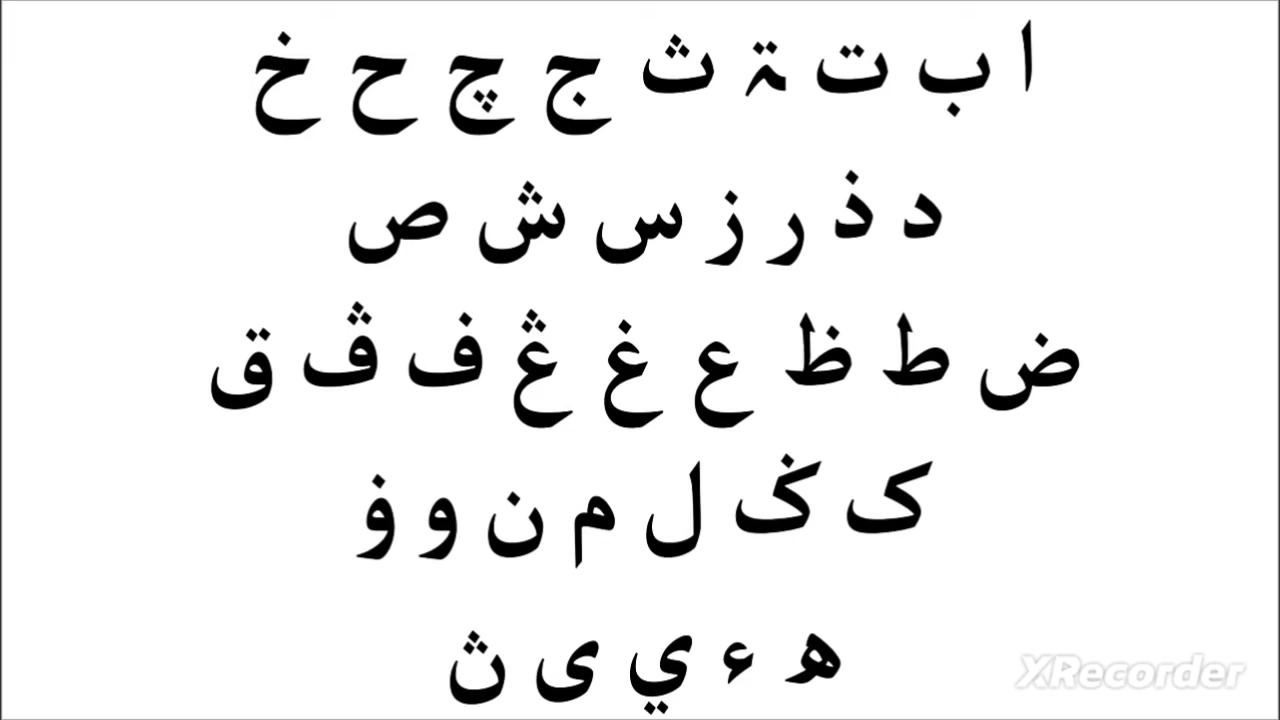 ا ب ت ة ث ج چ ح خ
د ذ ر ز س ش ص
ض ط ظ ع غ ڠ ف ڤ ق
ک ݢ ل م ن و ۏ
ه ء ي ى ڽ
XRecorder